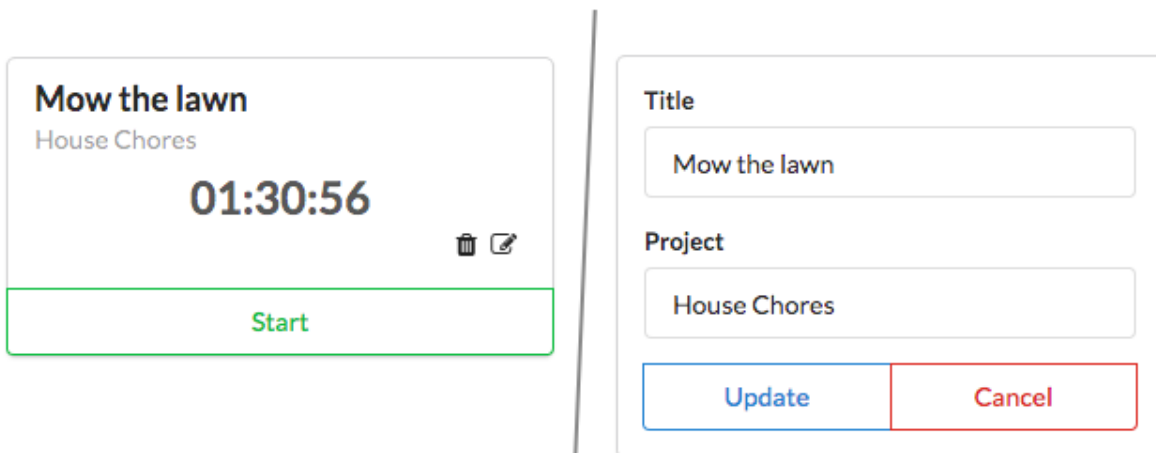 Mow the lawn
House Chores
01:30:56
Start
Title
Mow the lawn
Project
House Chores
Update
Cancel